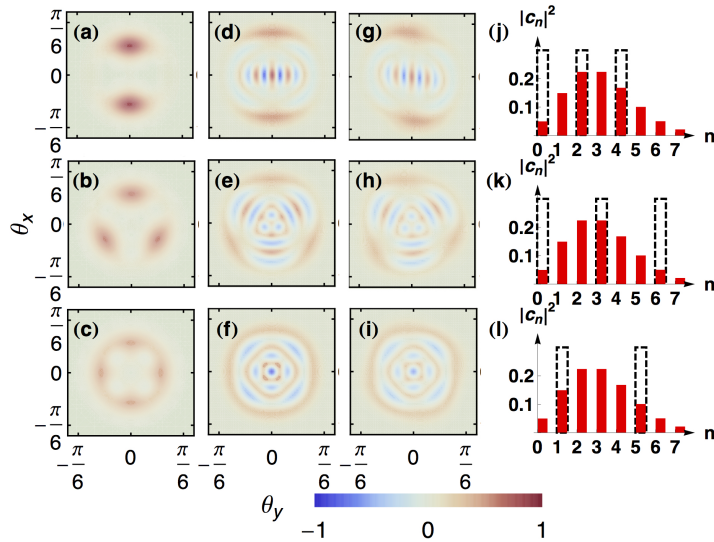 π/6 (a) (d) (g) (j) |c_n|^2
0 0.2
0.1
−π/6 0 1 2 3 4 5 6 7 n
π/6 (b) (e) (h) (k) |c_n|^2
θ_x 0 0.2
0.1
−π/6 0 1 2 3 4 5 6 7 n
π/6 (c) (f) (i) (l) |c_n|^2
0 0.2
0.1
−π/6 0 1 2 3 4 5 6 7 n
−π/6 0 π/6 −π/6 0 π/6 −π/6 0 π/6
θ_y
−1 0 1